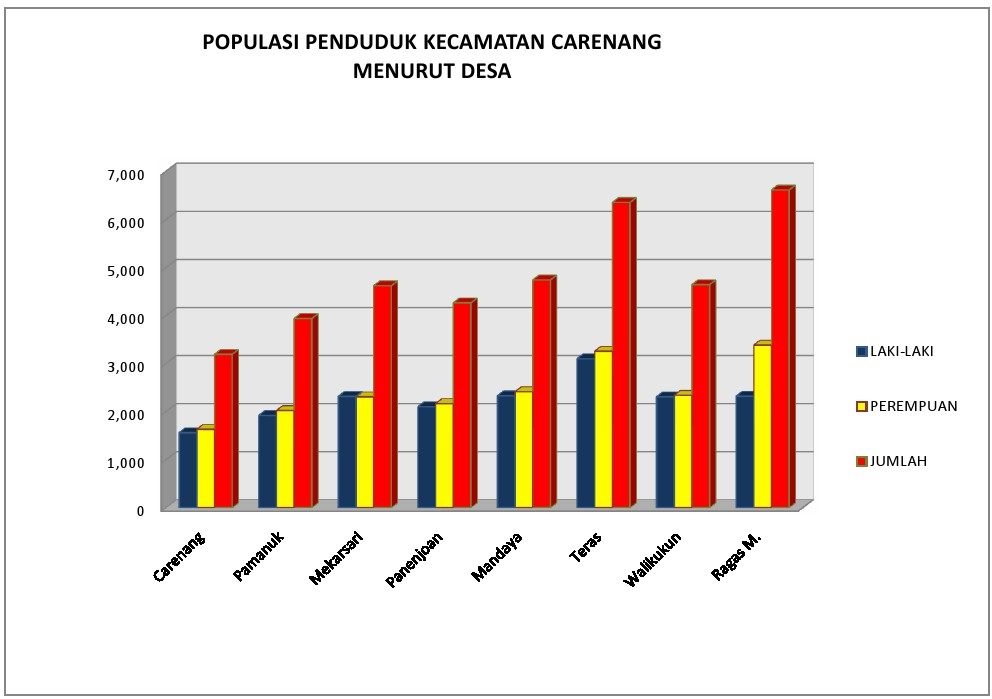 POPULASI PENDUDUK KECAMATAN CARENANG
MENURUT DESA
7,000
6,000
5,000
4,000
3,000
2,000
1,000
0
Carenang
Pamanuk
Mekarsari
Panenjoan
Mandaya
Teras
Walikukun
Ragas M.
LAKI-LAKI
PEREMPUAN
JUMLAH